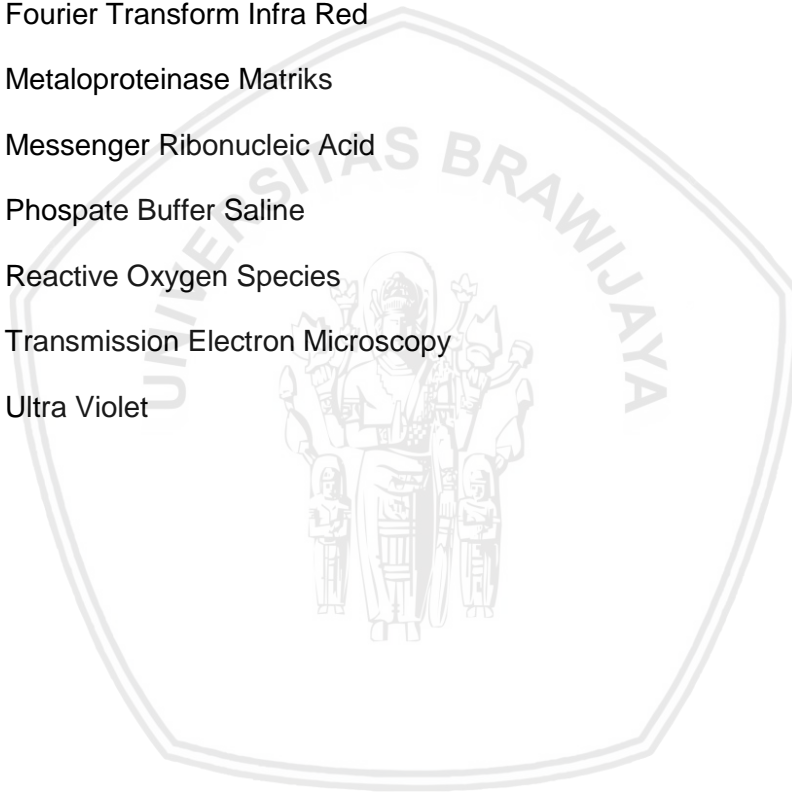 Fourier Transform Infra Red
Metaloproteinase Matriks
Messenger Ribonucleic Acid
Phospate Buffer Saline
Reactive Oxygen Species
Transmission Electron Microscopy
Ultra Violet
UNIVERSITAS BRAWIJAYA